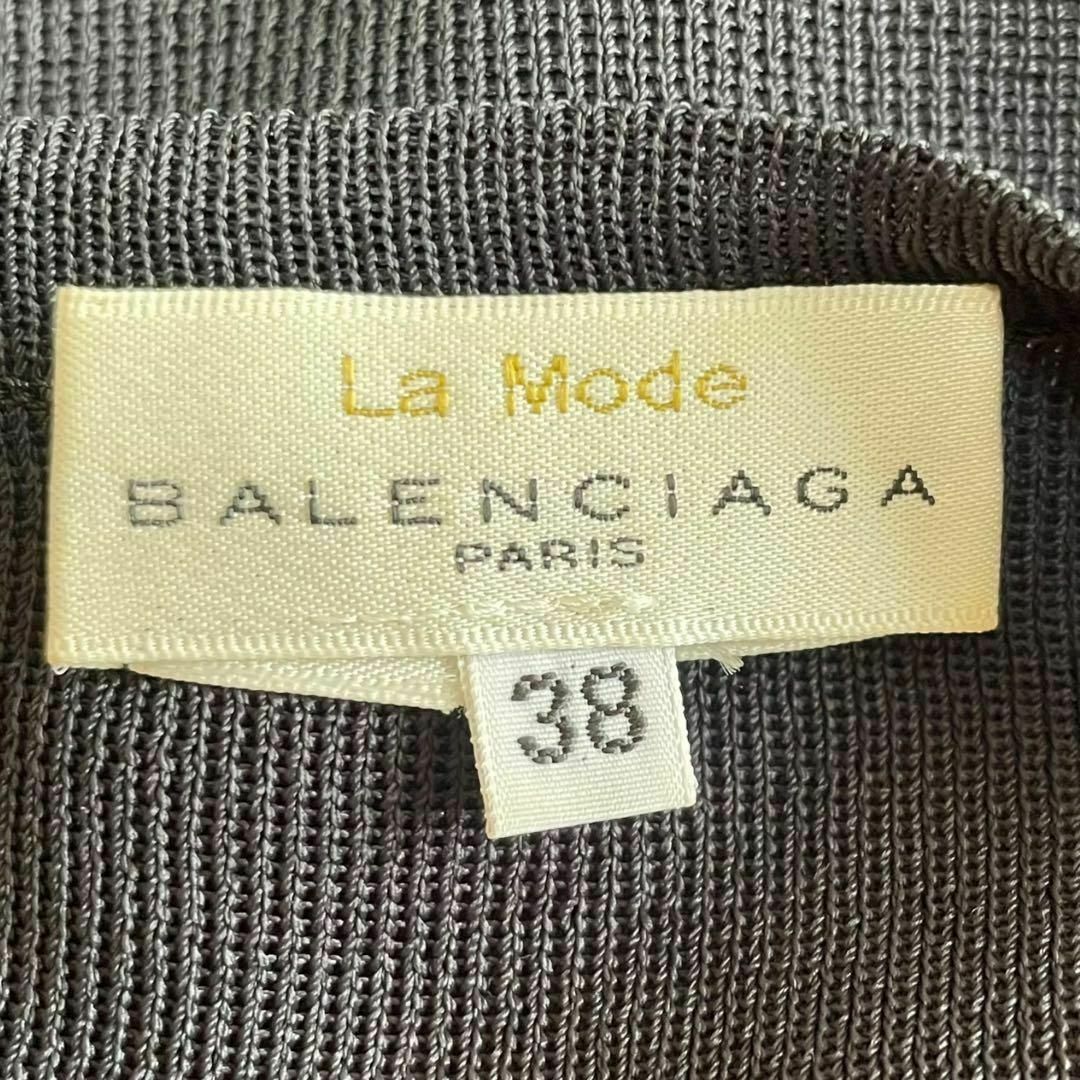 La Mode
BALENCIAGA
PARIS
38